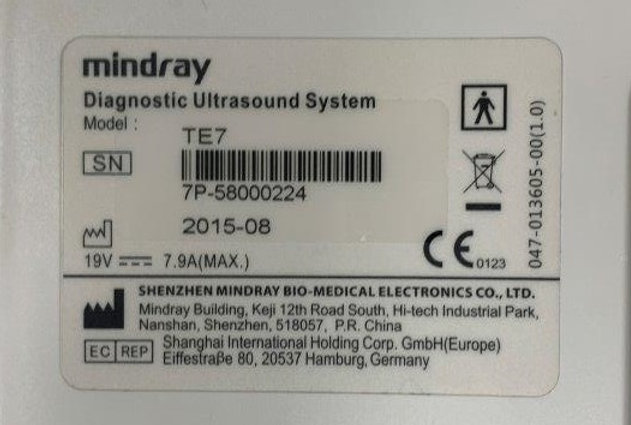 mindray
Diagnostic Ultrasound System
Model :
TE7
SN
7P-58000224
2015-08
19V 7.9A(MAX.)
CE 0123
047-013605-00(1.0)
SHENZHEN MINDRAY BIO-MEDICAL ELECTRONICS CO., LTD.
Mindray Building, Keji 12th Road South, Hi-tech Industrial Park,
Nanshan, Shenzhen, 518057, P.R. China
EC REP
Shanghai International Holding Corp. GmbH(Europe)
Eiffestraße 80, 20537 Hamburg, Germany